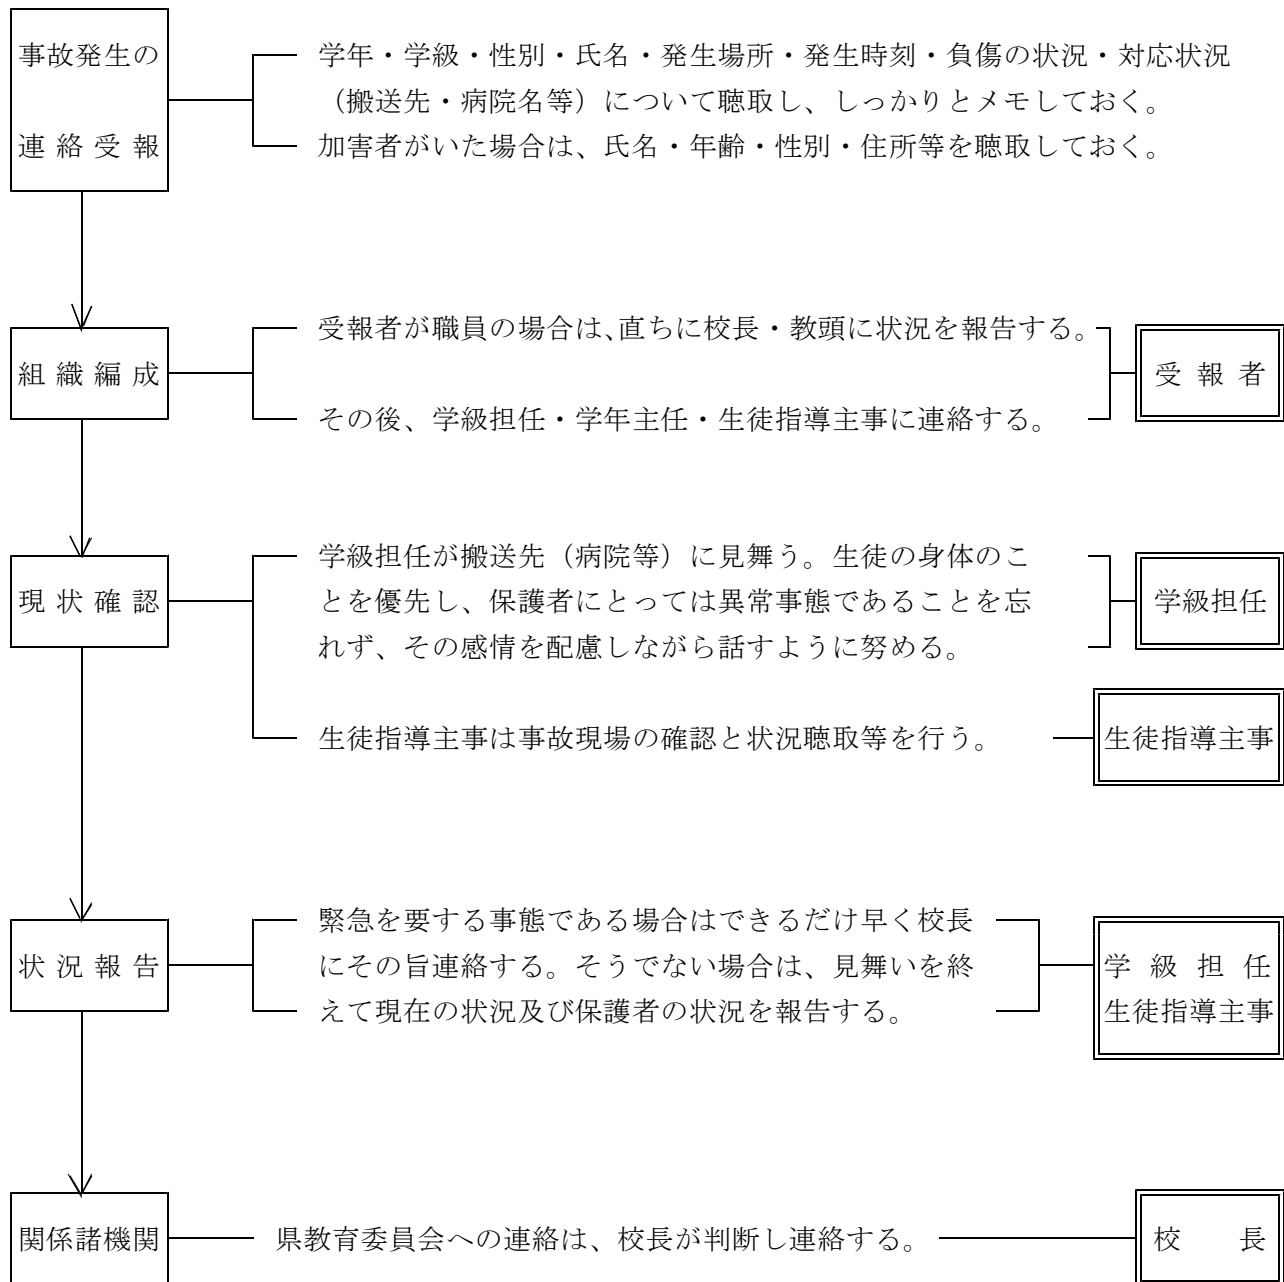 事故発生の
連絡受報
学年・学級・性別・氏名・発生場所・発生時刻・負傷の状況・対応状況
（搬送先・病院名等）について聴取し、しっかりとメモしておく。
加害者がいた場合は、氏名・年齢・性別・住所等を聴取しておく。
組織編成
受報者が職員の場合は、直ちに校長・教頭に状況を報告する。
その後、学級担任・学年主任・生徒指導主事に連絡する。
受報者
現状確認
学級担任が搬送先（病院等）に見舞う。生徒の身体のこ
とを優先し、保護者にとっては異常事態であることを忘
れず、その感情を配慮しながら話すように努める。
学級担任
生徒指導主事は事故現場の確認と状況聴取等を行う。
生徒指導主事
状況報告
緊急を要する事態である場合はできるだけ早く校長
にその旨連絡する。そうでない場合は、見舞いを終
えて現在の状況及び保護者の状況を報告する。
学級担任
生徒指導主事
関係諸機関
県教育委員会への連絡は、校長が判断し連絡する。
校長